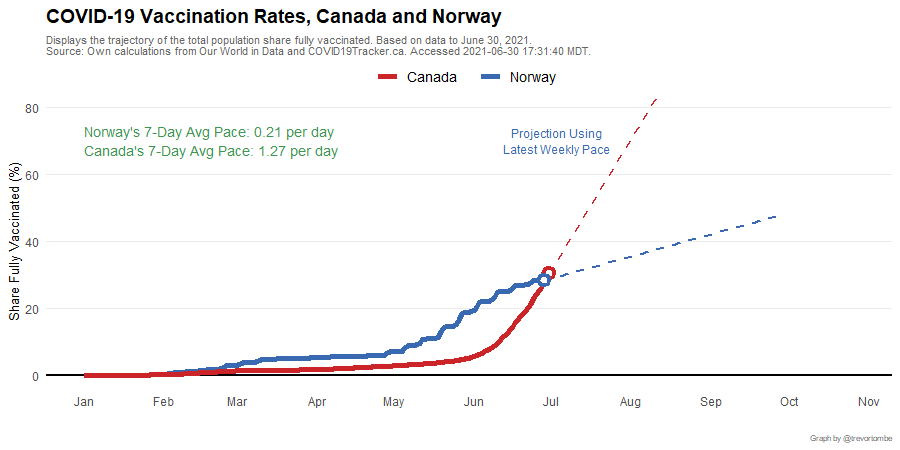 COVID-19 Vaccination Rates, Canada and Norway
Displays the trajectory of the total population share fully vaccinated. Based on data to June 30, 2021.
Source: Own calculations from Our World in Data and COVID19Tracker.ca. Accessed 2021-06-30 17:31:40 MDT.
Canada Norway
Norway's 7-Day Avg Pace: 0.21 per day
Canada's 7-Day Avg Pace: 1.27 per day
Projection Using
Latest Weekly Pace
Share Fully Vaccinated (%)
80
60
40
20
0
Jan Feb Mar Apr May Jun Jul Aug Sep Oct Nov
Graph by @trevortombe